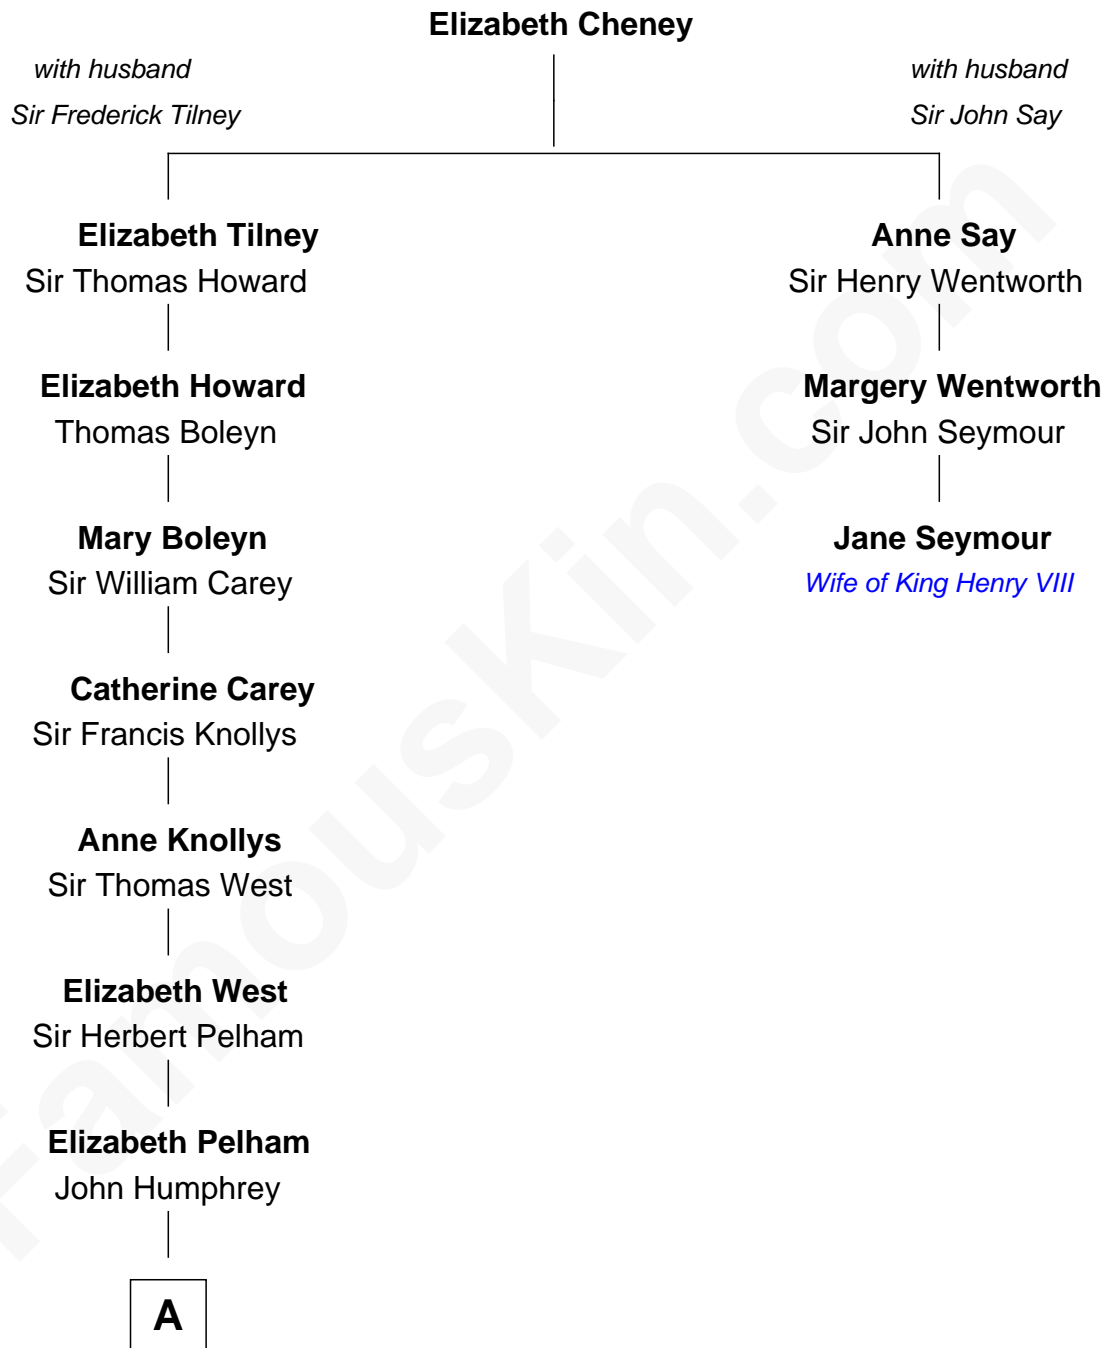 Elizabeth Cheney
with husband
Sir Frederick Tilney
with husband
Sir John Say
Elizabeth Tilney
Sir Thomas Howard
Anne Say
Sir Henry Wentworth
Elizabeth Howard
Thomas Boleyn
Margery Wentworth
Sir John Seymour
Mary Boleyn
Sir William Carey
Jane Seymour
Wife of King Henry VIII
Catherine Carey
Sir Francis Knollys
Anne Knollys
Sir Thomas West
Elizabeth West
Sir Herbert Pelham
Elizabeth Pelham
John Humphrey
A
FamousKin.com